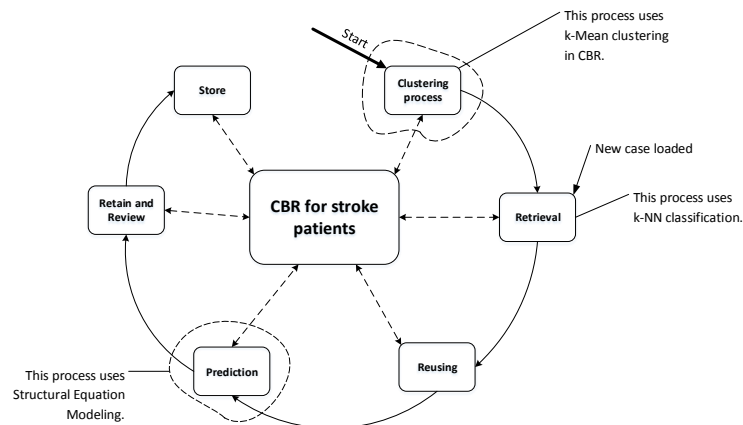 This process uses
k-Mean clustering
in CBR.
Start
Clustering
process
Store
New case loaded
Retain and
Review
CBR for stroke
patients
Retrieval
This process uses
k-NN classification.
Prediction
Reusing
This process uses
Structural Equation
Modeling.